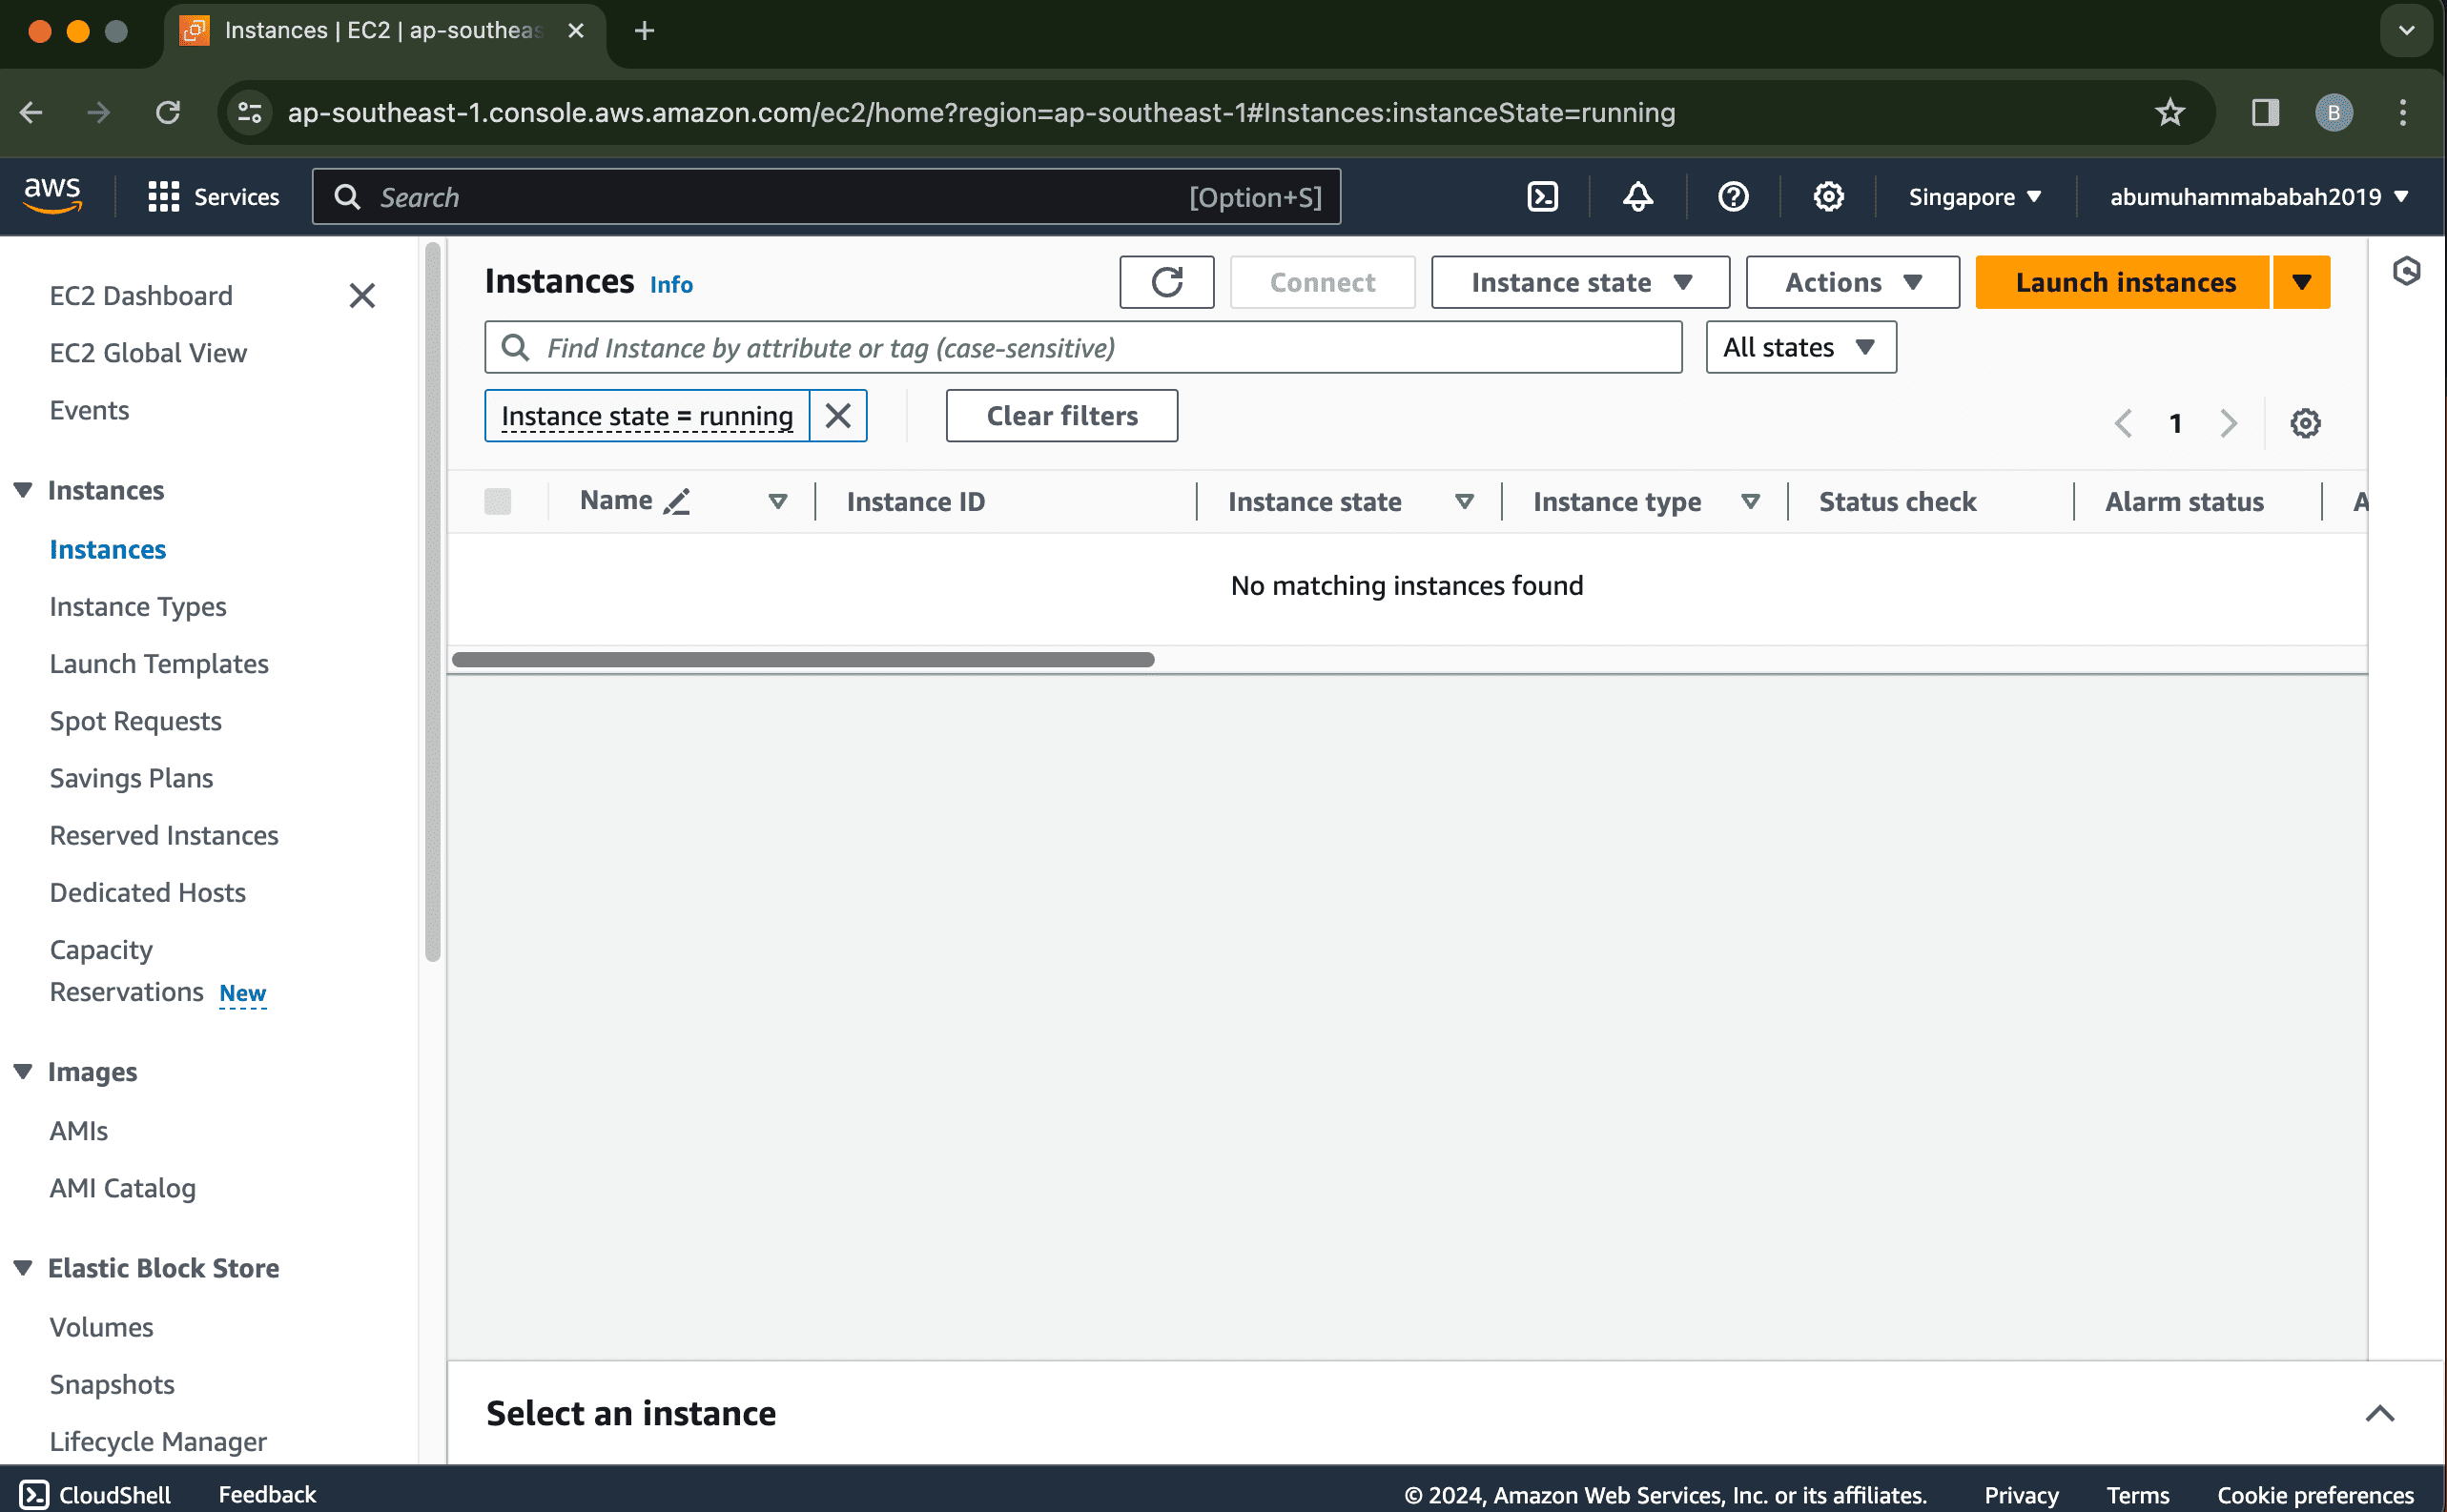 Instances | EC2 | ap-southeas
ap-southeast-1.console.aws.amazon.com/ec2/home?region=ap-southeast-1#Instances:instanceState=running
B
aws
Services
Search
[Option+S]
Singapore
abumuhammababah2019
EC2 Dashboard
EC2 Global View
Events
Instances
Instances
Instance Types
Launch Templates
Spot Requests
Savings Plans
Reserved Instances
Dedicated Hosts
Capacity
Reservations New
Images
AMIs
AMI Catalog
Elastic Block Store
Volumes
Snapshots
Lifecycle Manager
Instances Info
Connect
Instance state
Actions
Launch instances
Find Instance by attribute or tag (case-sensitive)
All states
Instance state = running
Clear filters
1
Name
Instance ID
Instance state
Instance type
Status check
Alarm status
A
No matching instances found
Select an instance
CloudShell
Feedback
© 2024, Amazon Web Services, Inc. or its affiliates.
Privacy
Terms
Cookie preferences